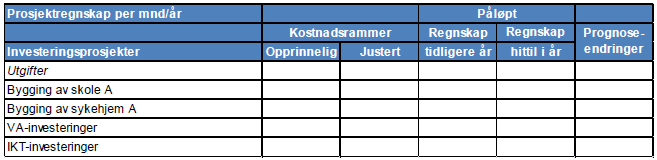 Prosjektregnskap per mnd/år Påløpt
Kostnadsrammer Regnskap Regnskap Prognose-
Investeringsprosjekter Opprinnelig Justert tidligere år hittil i år endringer
Utgifter
Bygging av skole A
Bygging av sykehjem A
VA-investeringer
IKT-investeringer